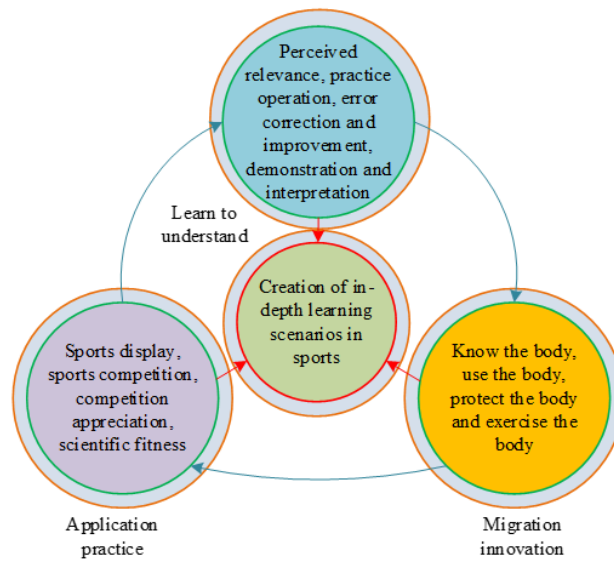 Perceived
relevance, practice
operation, error
correction and
improvement,
demonstration and
interpretation
Learn to
understand
Creation of in-
depth learning
scenarios in
sports
Sports display,
sports competition,
competition
appreciation,
scientific fitness
Know the body,
use the body,
protect the body
and exercise the
body
Application
practice
Migration
innovation